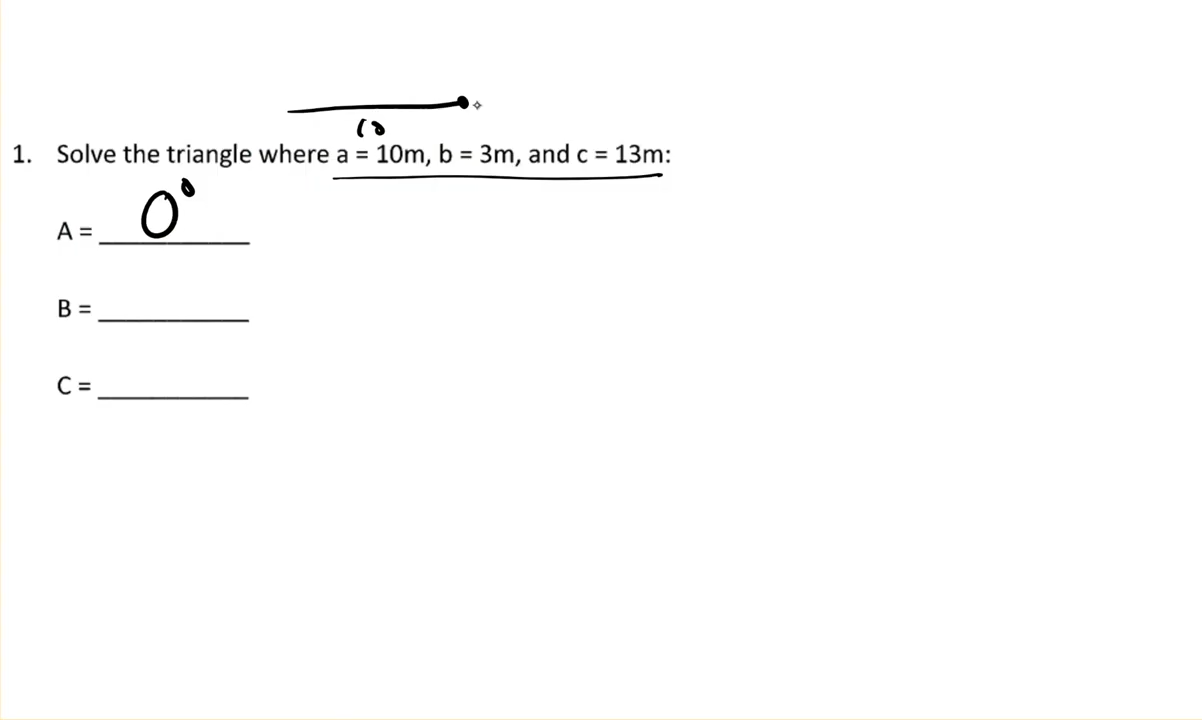 10
1. Solve the triangle where a = 10m, b = 3m, and c = 13m:
A = 0°
B = 
C =